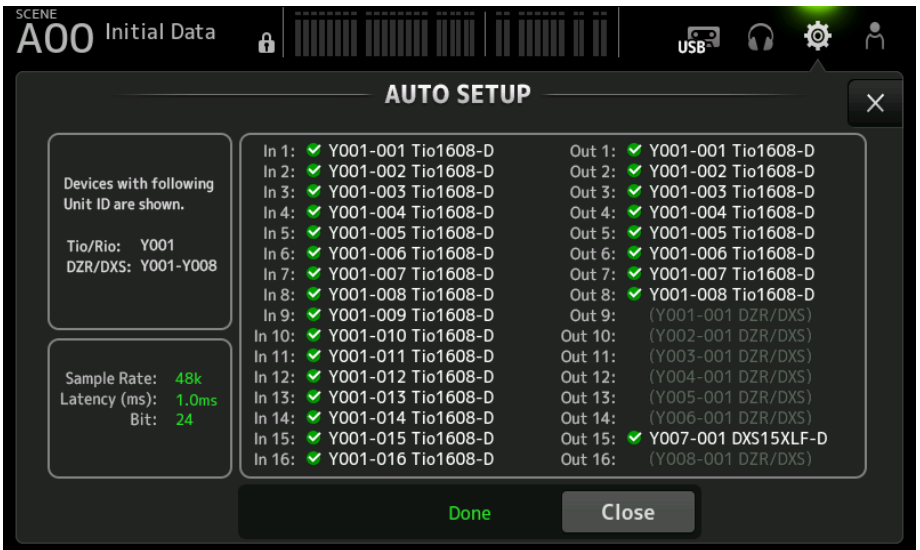 SCENE
A00 Initial Data
USB
AUTO SETUP
Devices with following
Unit ID are shown.
Tio/Rio: Y001
DZR/DXS: Y001-Y008
Sample Rate: 48k
Latency (ms): 1.0ms
Bit: 24
In 1: Y001-001 Tio1608-D
In 2: Y001-002 Tio1608-D
In 3: Y001-003 Tio1608-D
In 4: Y001-004 Tio1608-D
In 5: Y001-005 Tio1608-D
In 6: Y001-006 Tio1608-D
In 7: Y001-007 Tio1608-D
In 8: Y001-008 Tio1608-D
In 9: Y001-009 Tio1608-D
In 10: Y001-010 Tio1608-D
In 11: Y001-011 Tio1608-D
In 12: Y001-012 Tio1608-D
In 13: Y001-013 Tio1608-D
In 14: Y001-014 Tio1608-D
In 15: Y001-015 Tio1608-D
In 16: Y001-016 Tio1608-D
Out 1: Y001-001 Tio1608-D
Out 2: Y001-002 Tio1608-D
Out 3: Y001-003 Tio1608-D
Out 4: Y001-004 Tio1608-D
Out 5: Y001-005 Tio1608-D
Out 6: Y001-006 Tio1608-D
Out 7: Y001-007 Tio1608-D
Out 8: Y001-008 Tio1608-D
Out 9: (Y001-001 DZR/DXS)
Out 10: (Y002-001 DZR/DXS)
Out 11: (Y003-001 DZR/DXS)
Out 12: (Y004-001 DZR/DXS)
Out 13: (Y005-001 DZR/DXS)
Out 14: (Y006-001 DZR/DXS)
Out 15: Y007-001 DXS15XLF-D
Out 16: (Y008-001 DZR/DXS)
Done
Close